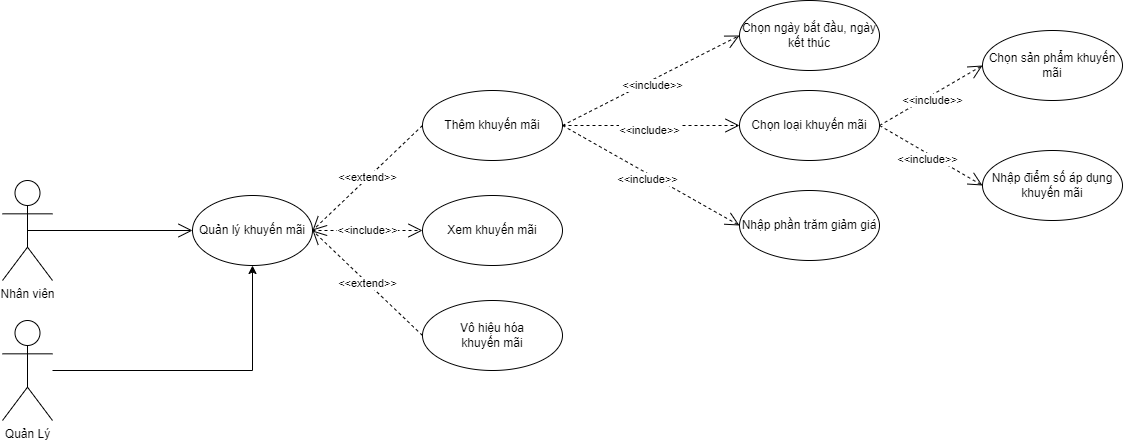 Chọn ngày bắt đầu, ngày
kết thúc
Chọn sản phẩm khuyến
mãi
<<include>>
<<include>>
Thêm khuyến mãi
<<include>>
Chọn loại khuyến mãi
<<include>>
<<extend>>
<<include>>
Nhập điểm số áp dụng
khuyến mãi
Quản lý khuyến mãi
<<include>>
Xem khuyến mãi
Nhập phần trăm giảm giá
<<extend>>
Nhân viên
Vô hiệu hóa
khuyến mãi
Quản Lý